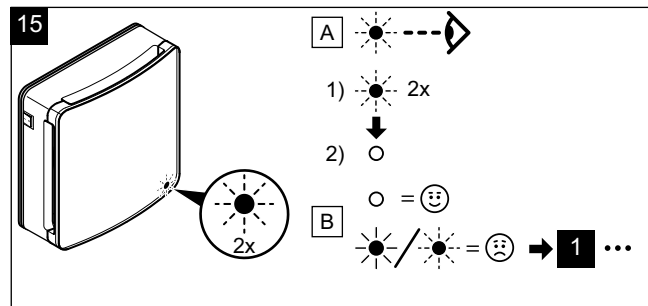 15
A
1) 2x
2)
2x
B
= 
/ = 1 ...